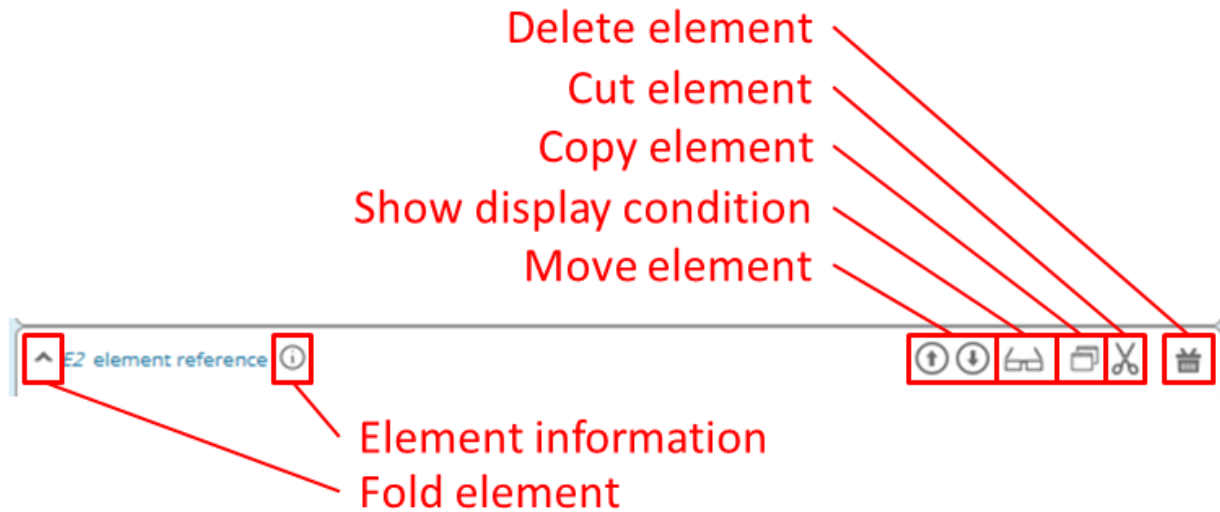 Delete element
Cut element
Copy element
Show display condition
Move element
E2 element reference
Element information
Fold element